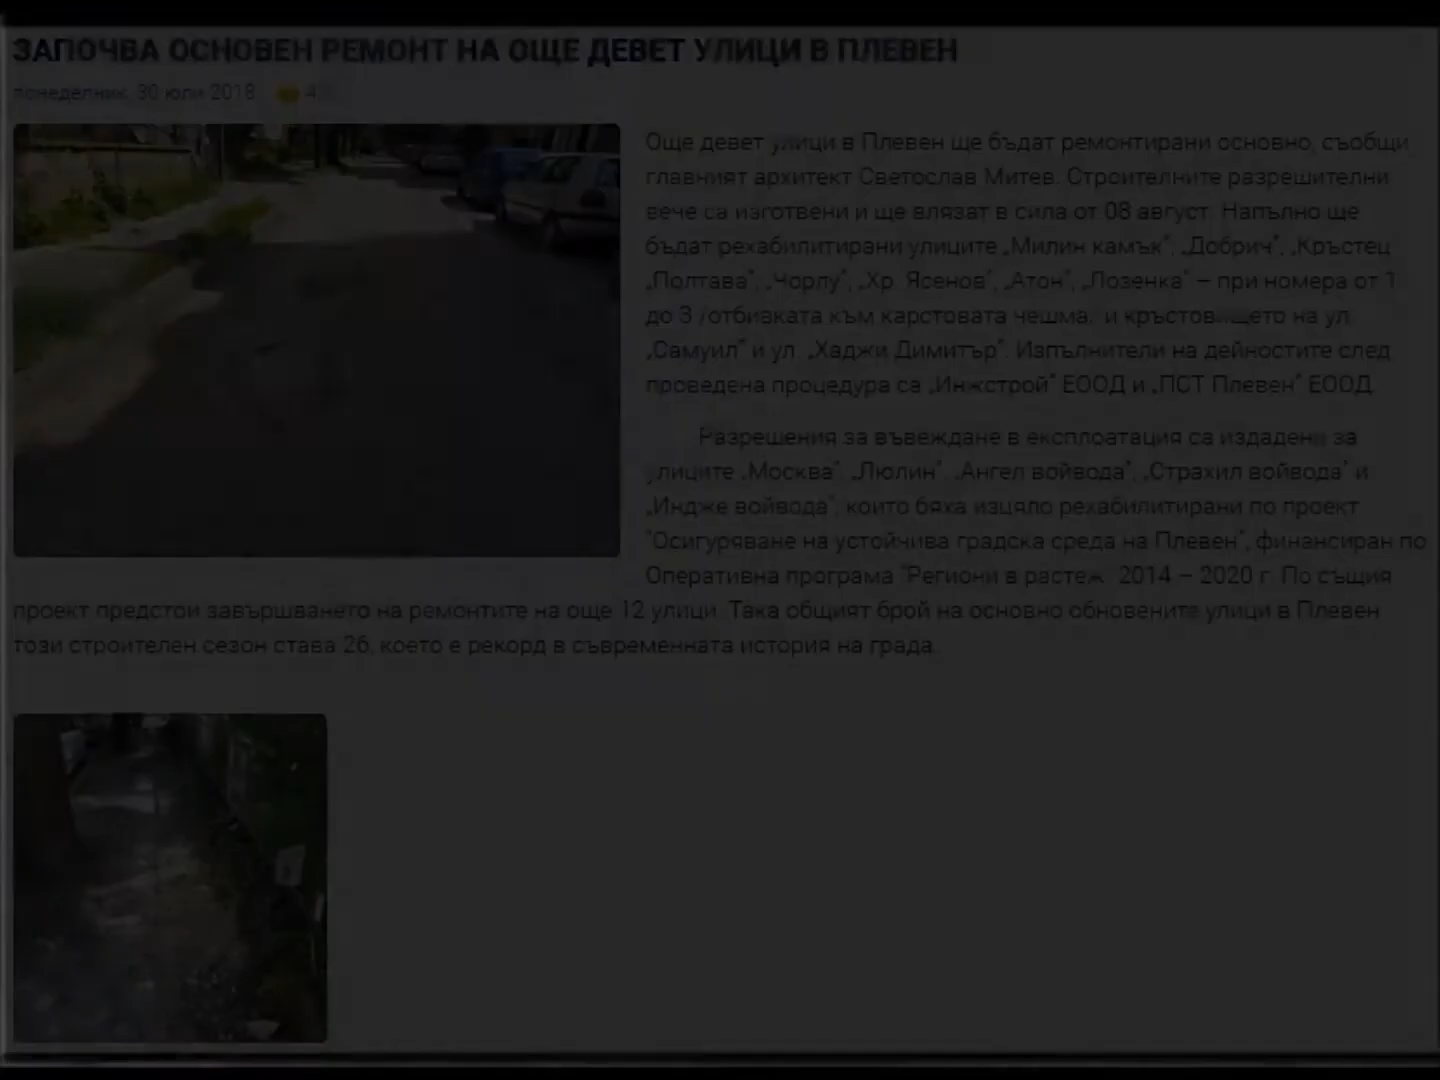 ЗАПОЧВА ОСНОВЕН РЕМОНТ НА ОЩЕ ДЕВЕТ УЛИЦИ В ПЛЕВЕН
понеделник, 30 юли 2018
Още девет улици в Плевен ще бъдат ремонтирани основно, съобщи
главният архитект Светослав Митев. Строителните разрешителни
вече са изготвени и ще влязат в сила от 08 август. Напълно ще
бъдат рехабилитирани улиците „Милин камък", „Добрич", „Кръстец
„Полтава", „Чорлу", „Хр. Ясенов", „Атон", „Лозенка" – при номера от 1
до 3 /отбивката към карстовата чешма/ и кръстовището на ул.
„Самуил" и ул. „Хаджи Димитър". Изпълнители на дейностите след
проведена процедура са „Инжстрой" ЕООД и „ПСТ Плевен" ЕООД.
Разрешения за въвеждане в експлоатация са издадени за
улиците „Москва", „Люлин", „Ангел войвода", „Страхил войвода" и
„Индже войвода", които бяха изцяло рехабилитирани по проект
"Осигуряване на устойчива градска среда на Плевен", финансиран по
Оперативна програма "Региони в растеж" 2014 – 2020 г. По същия
проект предстои завършването на ремонтите на още 12 улици. Така общият брой на основно обновените улици в Плевен
този строителен сезон става 26, което е рекорд в съвременната история на града.